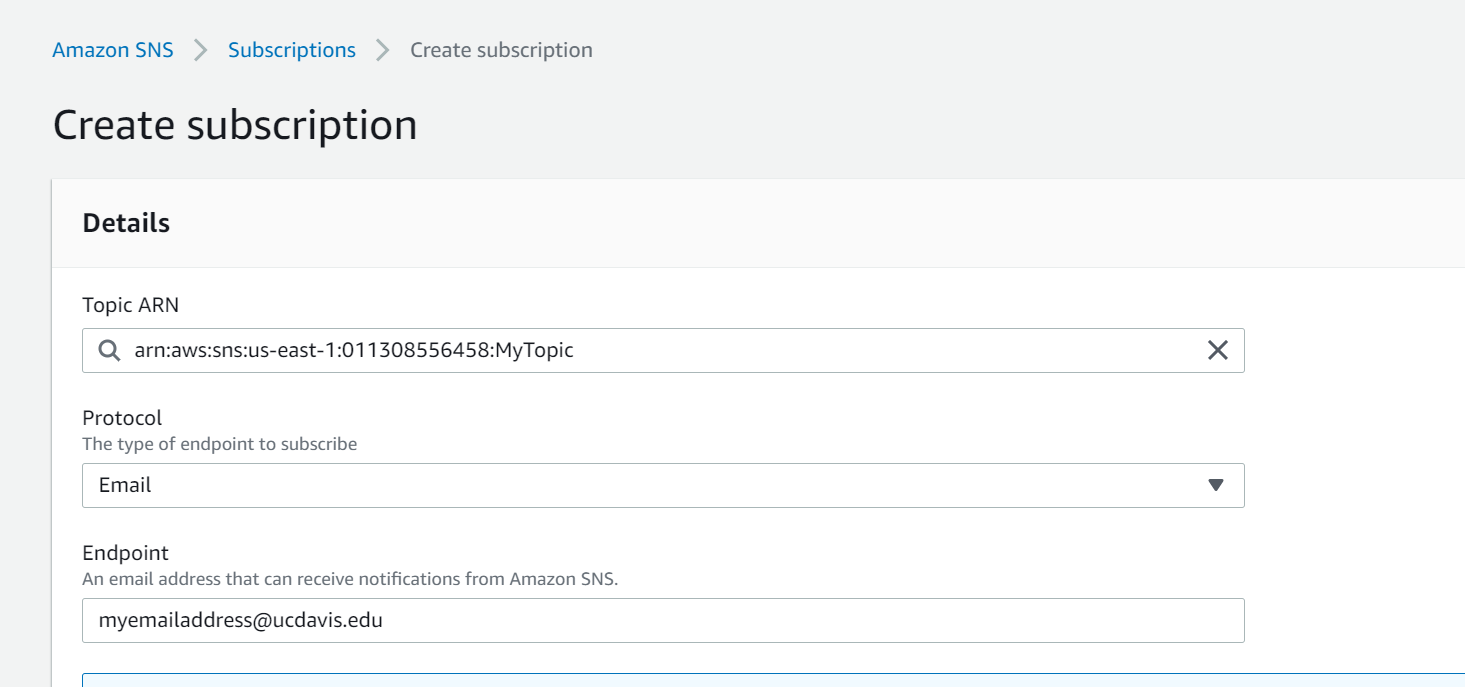 Amazon SNS > Subscriptions > Create subscription
Create subscription
Details
Topic ARN
arn:aws:sns:us-east-1:011308556458:MyTopic
Protocol
The type of endpoint to subscribe
Email
Endpoint
An email address that can receive notifications from Amazon SNS.
myemailaddress@ucdavis.edu